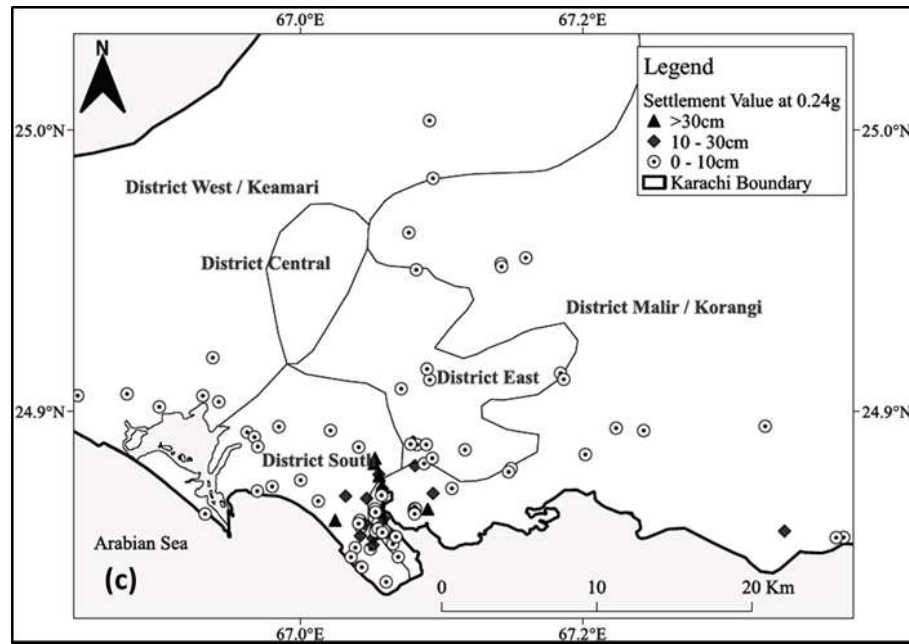 67.0°E
67.2°E
N
Legend
Settlement Value at 0.24g
>30cm
10 - 30cm
0 - 10cm
Karachi Boundary
25.0°N
25.0°N
District West / Keamari
District Central
District Malir / Korangi
District East
24.9°N
24.9°N
District South
Arabian Sea
(c)
0 10 20 Km
67.0°E
67.2°E